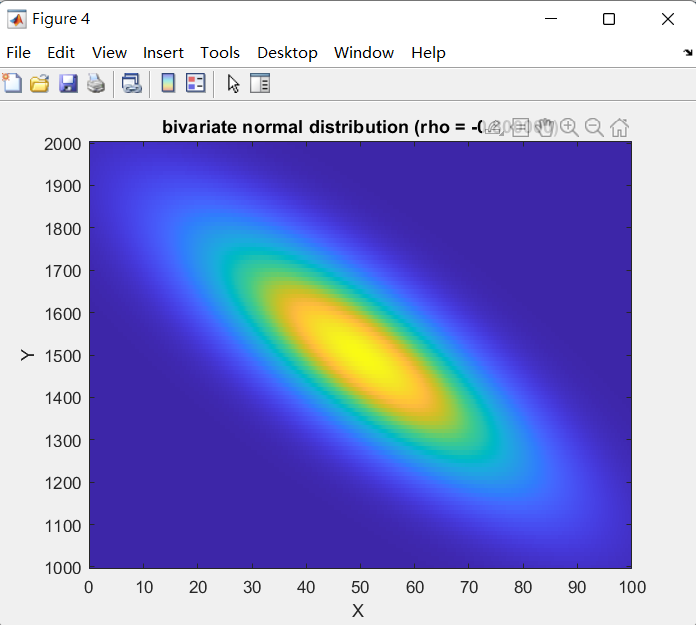 Figure 4
File Edit View Insert Tools Desktop Window Help
bivariate normal distribution (rho = -0
2000
1900
1800
1700
1600
1500
1400
1300
1200
1100
1000
Y
0 10 20 30 40 50 60 70 80 90 100
X